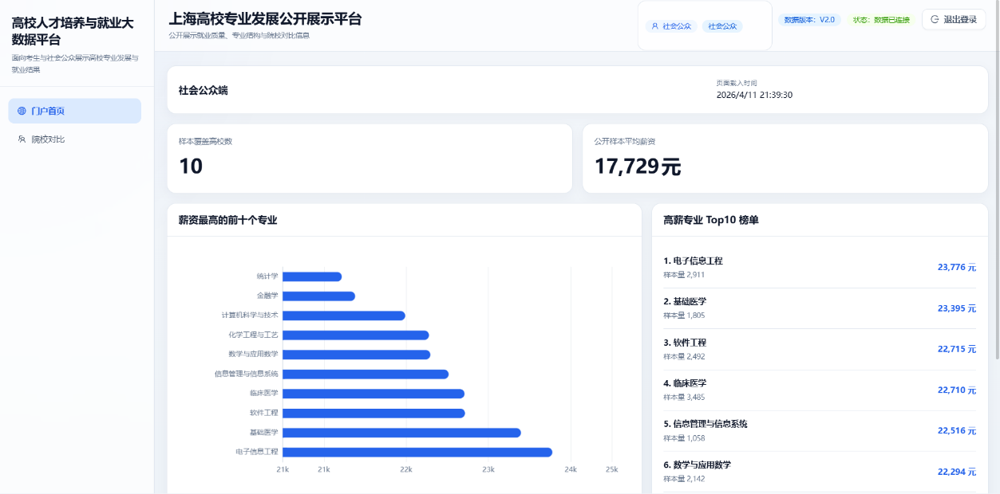 高校人才培养与就业大
数据平台
面向考生与社会公众展示高校专业发展与
就业结果
门户首页
院校对比
上海高校专业发展公开展示平台
公开展示就业质量、专业结构与院校对比信息
社会公众
社会公众
数据版本：V2.0
状态：数据已连接
退出登录
社会公众端
页面载入时间
2026/4/11 21:39:30
样本覆盖高校数
10
公开样本平均薪资
17,729元
薪资最高的前十个专业
统计学
金融学
计算机科学与技术
化学工程与工艺
数学与应用数学
信息管理与信息系统
临床医学
软件工程
基础医学
电子信息工程
21k 21k 22k 23k 24k 25k
高薪专业 Top10 榜单
1. 电子信息工程
样本量 2,911
23,776 元
2. 基础医学
样本量 1,805
23,395 元
3. 软件工程
样本量 2,492
22,715 元
4. 临床医学
样本量 3,485
22,710 元
5. 信息管理与信息系统
样本量 1,058
22,516 元
6. 数学与应用数学
样本量 2,142
22,294 元